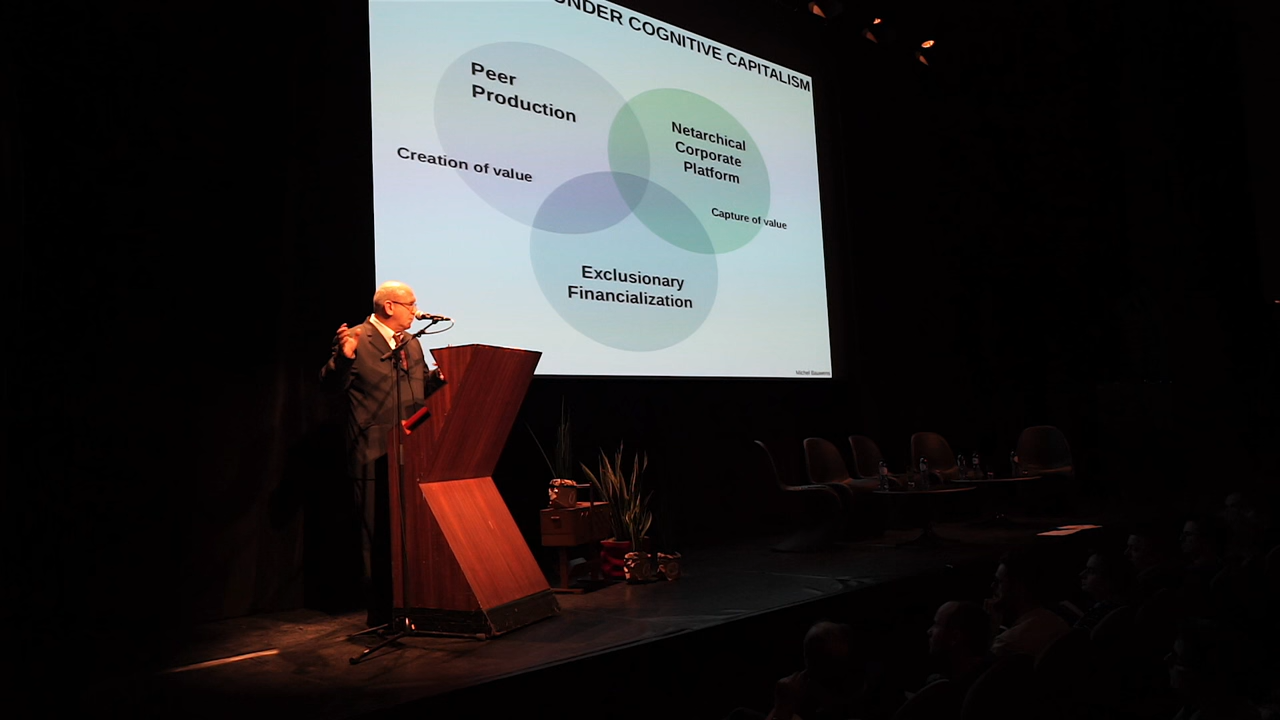 UNDER COGNITIVE CAPITALISM
Peer
Production
Netarchical
Corporate
Platform
Creation of value
Capture of value
Exclusionary
Financialization
Michel Bauwens